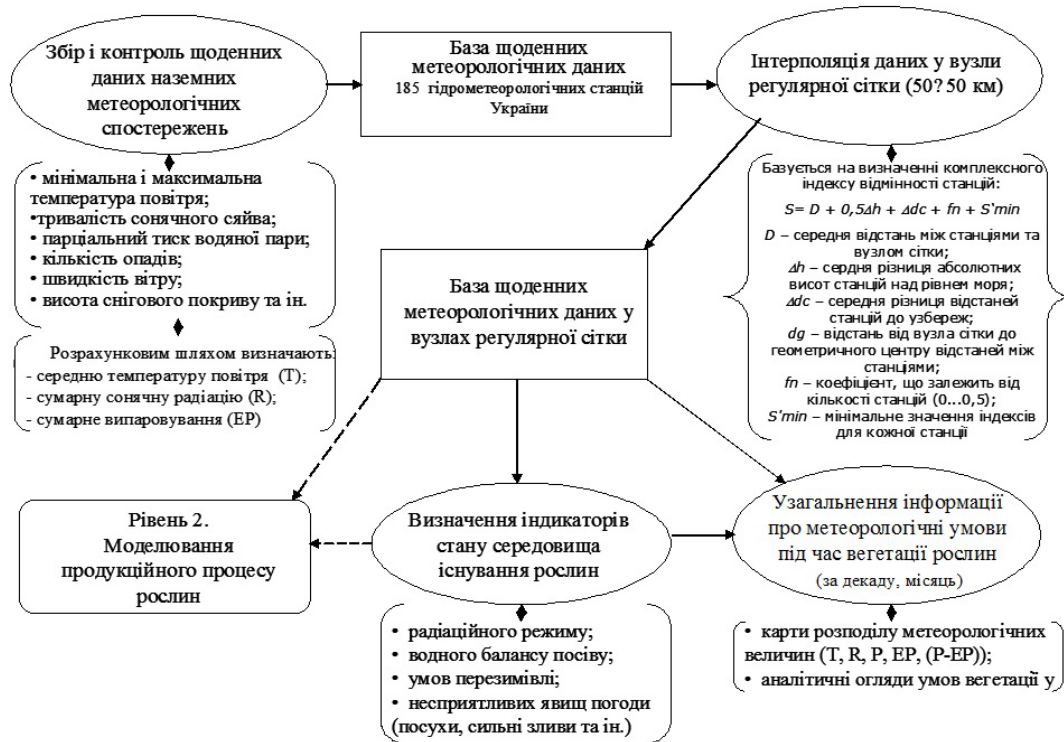 Збір і контроль щоденних
даних наземних
метеорологічних
спостережень
База щоденних
метеорологічних даних
185 гідрометеорологічних станцій
України
Інтерполяція даних у вузли
регулярної сітки (50?50 км)
• мінімальна і максимальна
температура повітря;
•тривалість сонячного сяйва;
• парціальний тиск водяної пари;
• кількість опадів;
• швидкість вітру;
• висота снігового покриву та ін.
Розрахунковим шляхом визначають:
- середню температуру повітря (T);
- сумарну сонячну радіацію (R);
- сумарне випаровування (EP)
База щоденних
метеорологічних даних у
вузлах регулярної сітки
Базується на визначенні комплексного
індексу відмінності станцій:
S= D + 0,5Δh + Δdc + fn + S'min
D – середня відстань між станціями та
вузлом сітки;
Δh – сердня різниця абсолютних
висот станцій над рівнем моря;
Δdc – середня різниця відстаней
станцій до узбереж;
dg – відстань від вузла сітки до
геометричного центру відстаней між
станціями;
fn – коефіцієнт, що залежить від
кількості станцій (0...0,5);
S'min – мінімальне значення індексів
для кожної станції
Рівень 2.
Моделювання
продукційного процесу
рослин
Визначення індикаторів
стану середовища
існування рослин
Узагальнення інформації
про метеорологічні умови
під час вегетації рослин
(за декаду, місяць)
• радіаційного режиму;
• водного балансу посіву;
• умов перезимівлі;
• несприятливих явищ погоди
(посухи, сильні зливи та ін.)
• карти розподілу метеорологічних
величин (T, R, P, EP, (P-EP));
• аналітичні огляди умов вегетації у